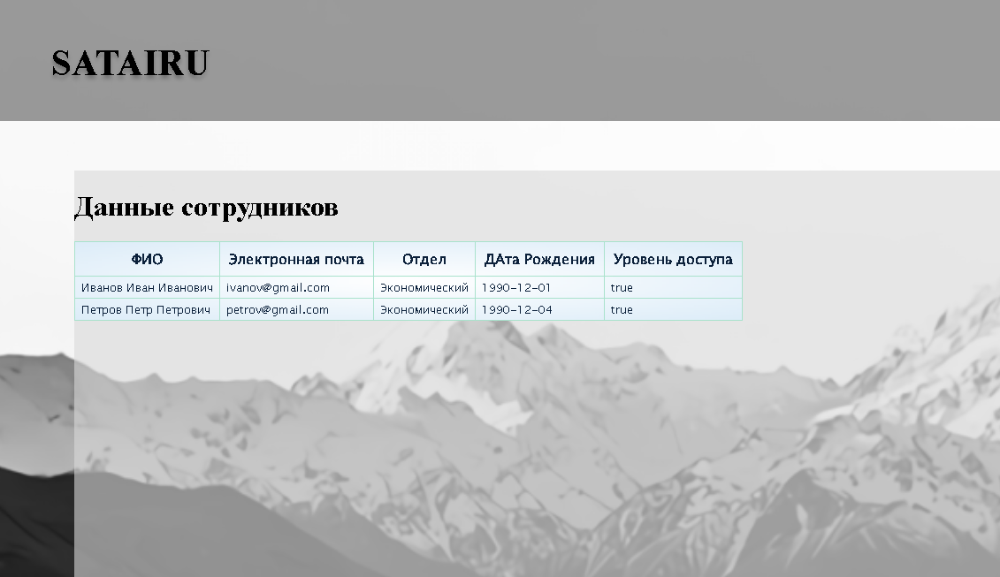 SATAIRU
Данные сотрудников
ФИО Электронная почта Отдел ДАта Рождения Уровень доступа
Иванов Иван Иванович ivanov@gmail.com Экономический 1990-12-01 true
Петров Петр Петрович petrov@gmail.com Экономический 1990-12-04 true